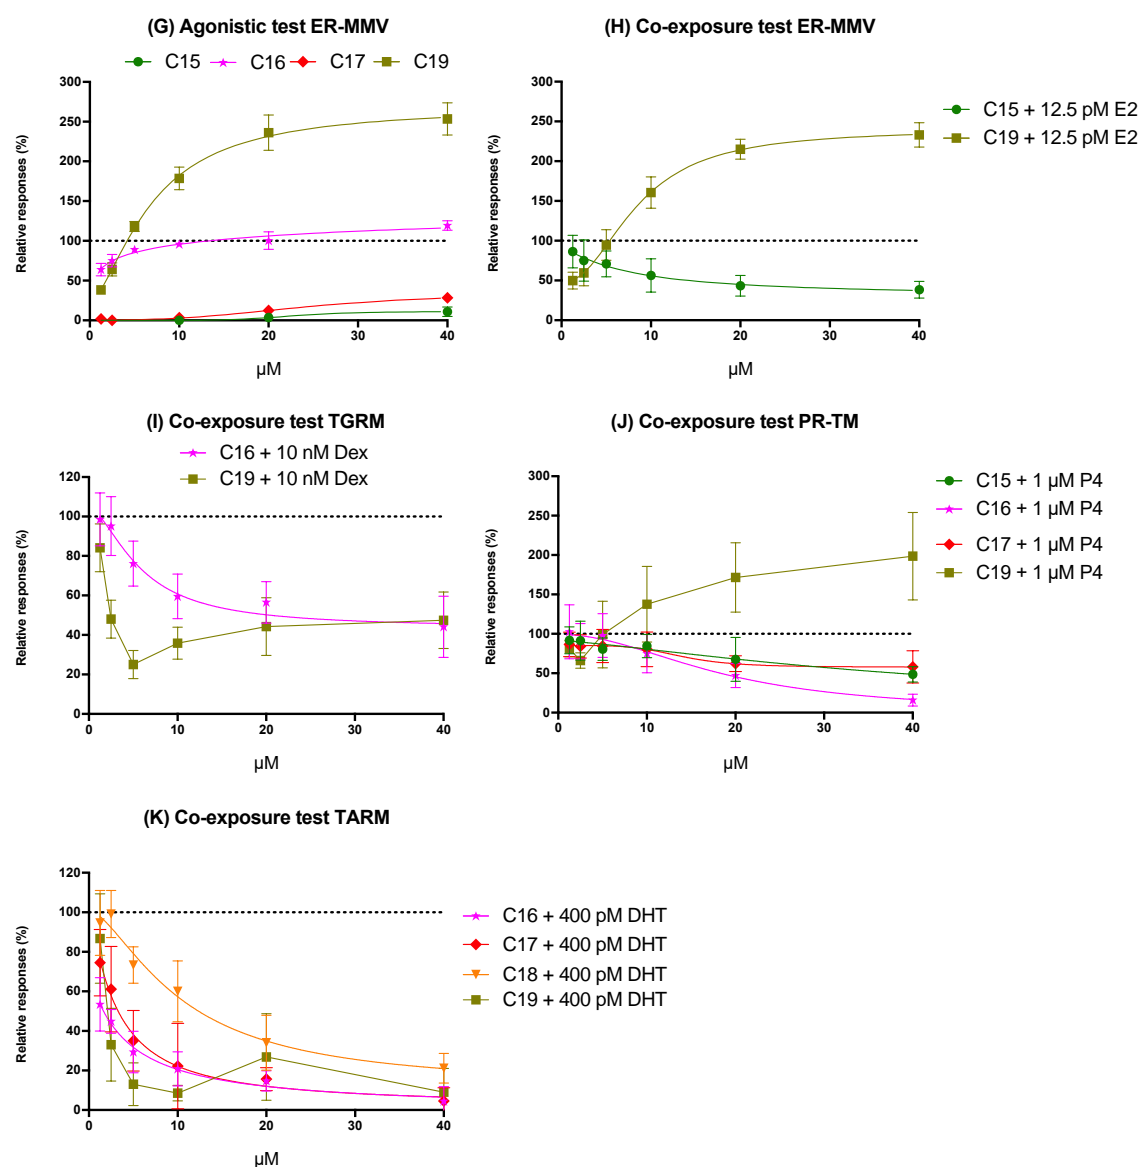 (G) Agonistic test ER-MMV
C15 C16 C17 C19
Relative responses (%)
300
250
200
150
100
50
0
0 10 20 30 40
µM
(H) Co-exposure test ER-MMV
C15 + 12.5 pM E2
C19 + 12.5 pM E2
Relative responses (%)
300
250
200
150
100
50
0
0 10 20 30 40
µM
(I) Co-exposure test TGRM
C16 + 10 nM Dex
C19 + 10 nM Dex
Relative responses (%)
120
100
80
60
40
20
0
0 10 20 30 40
µM
(J) Co-exposure test PR-TM
C15 + 1 µM P4
C16 + 1 µM P4
C17 + 1 µM P4
C19 + 1 µM P4
Relative responses (%)
300
250
200
150
100
50
0
0 10 20 30 40
µM
(K) Co-exposure test TARM
C16 + 400 pM DHT
C17 + 400 pM DHT
C18 + 400 pM DHT
C19 + 400 pM DHT
Relative responses (%)
120
100
80
60
40
20
0
0 10 20 30 40
µM